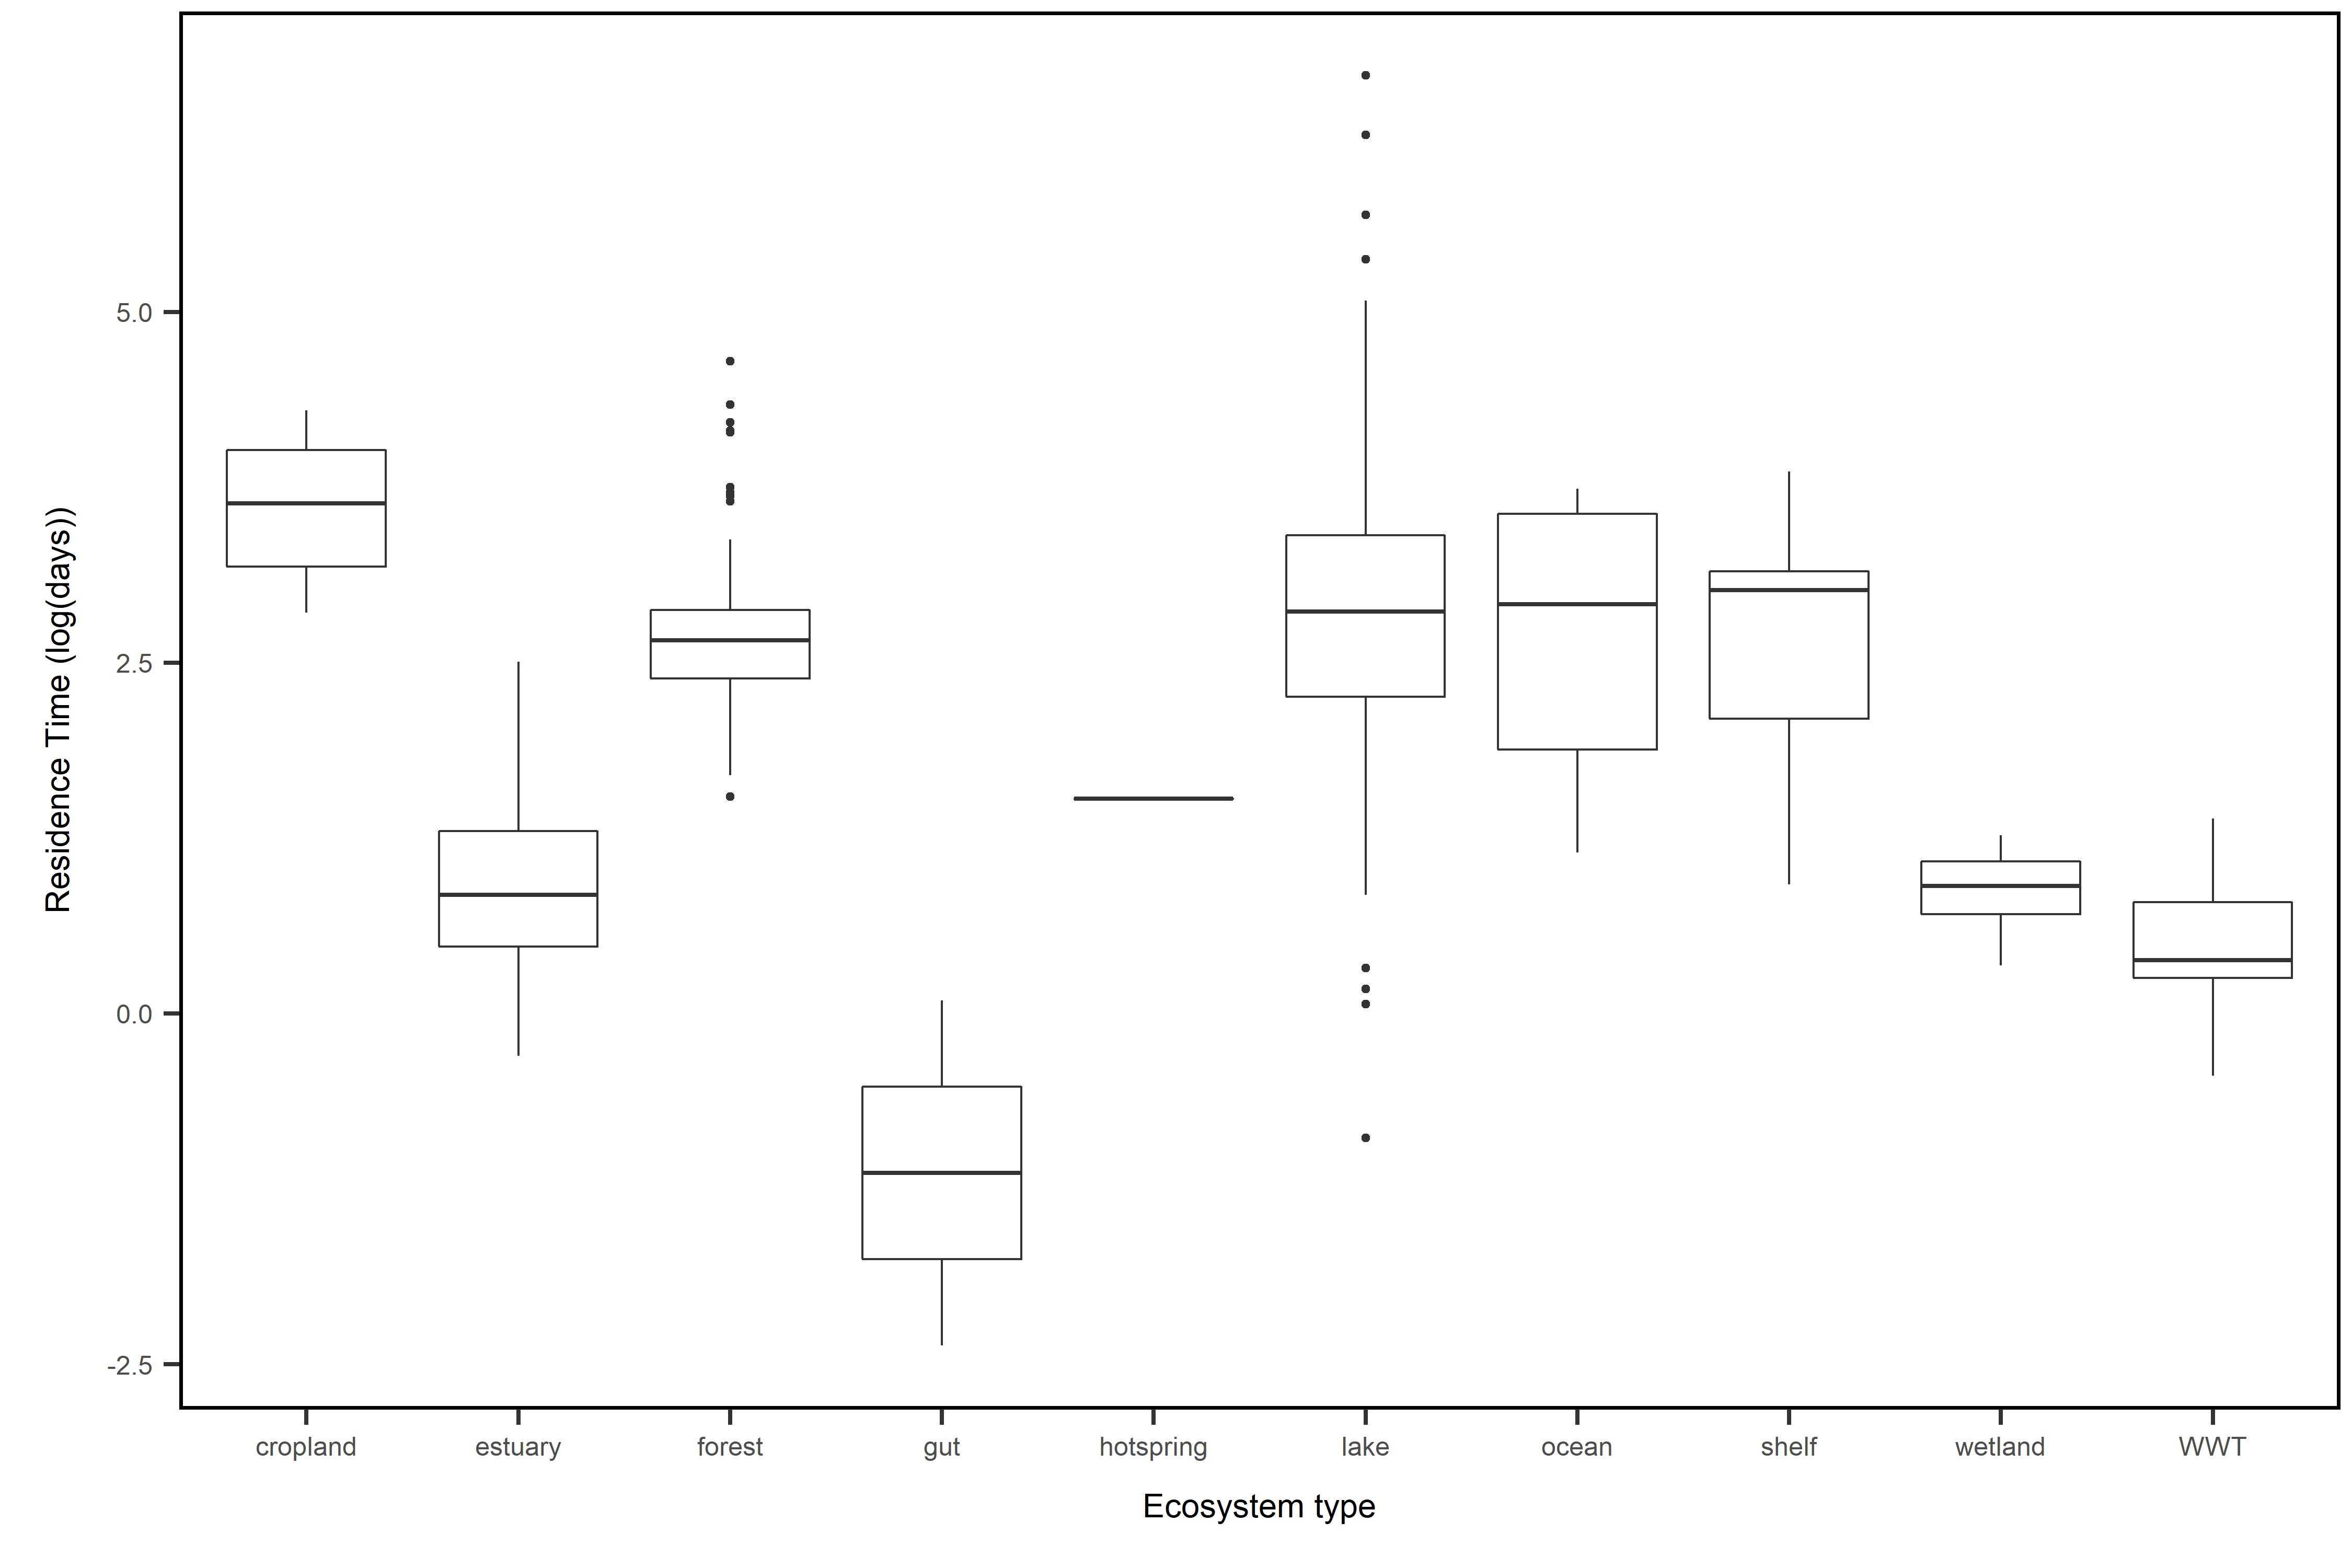 Residence Time (log(days))
5.0
2.5
0.0
-2.5
cropland estuary forest gut hotspring lake ocean shelf wetland WWT
Ecosystem type